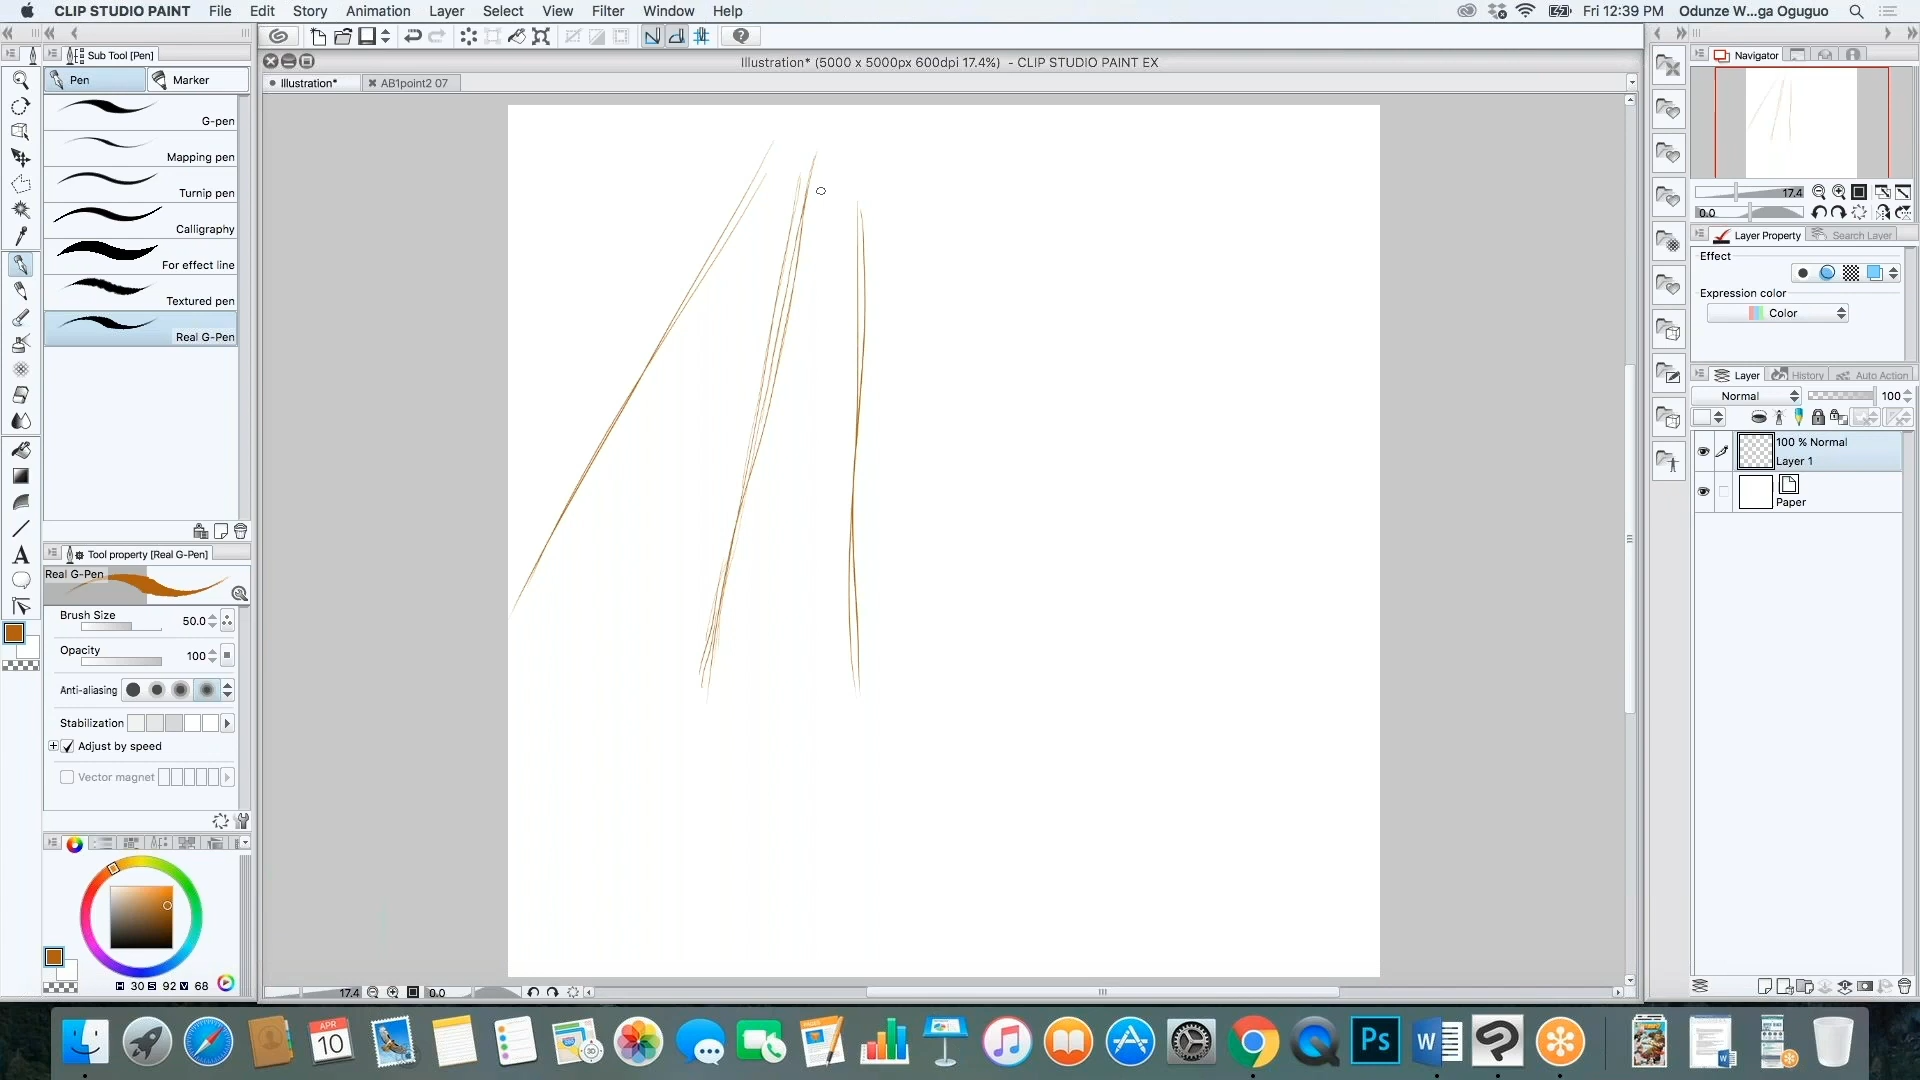 CLIP STUDIO PAINT File Edit Story Animation Layer Select View Filter Window Help
Fri 12:39 PM Odunze W...ga Oguguo
Sub Tool [Pen]
Pen Marker
G-pen
Mapping pen
Turnip pen
Calligraphy
For effect line
Textured pen
Real G-Pen
Illustration* (5000 x 5000px 600dpi 17.4%) - CLIP STUDIO PAINT EX
Illustration* AB1point2 07
Tool property [Real G-Pen]
Real G-Pen
Brush Size 50.0
Opacity 100
Anti-aliasing
Stabilization
Adjust by speed
Vector magnet
H 30 S 92 V 68
17.4 0.0
Navigator
17.4
0.0
Layer Property Search Layer
Effect
Expression color
Color
Layer History Auto Action
Normal 100
100 % Normal
Layer 1
Paper
APR
10
PAGES
3D
Ps
W